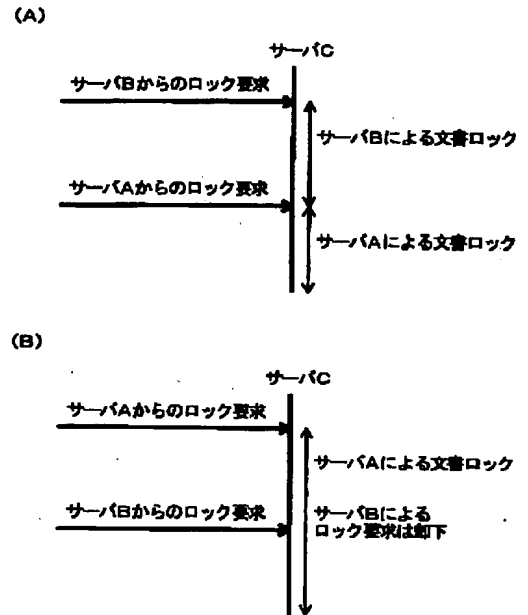 (A)
サーバC
サーバBからのロック要求
サーバBによる文書ロック
サーバAからのロック要求
サーバAによる文書ロック
(B)
サーバC
サーバAからのロック要求
サーバAによる文書ロック
サーバBからのロック要求
サーバBによる
ロック要求は却下